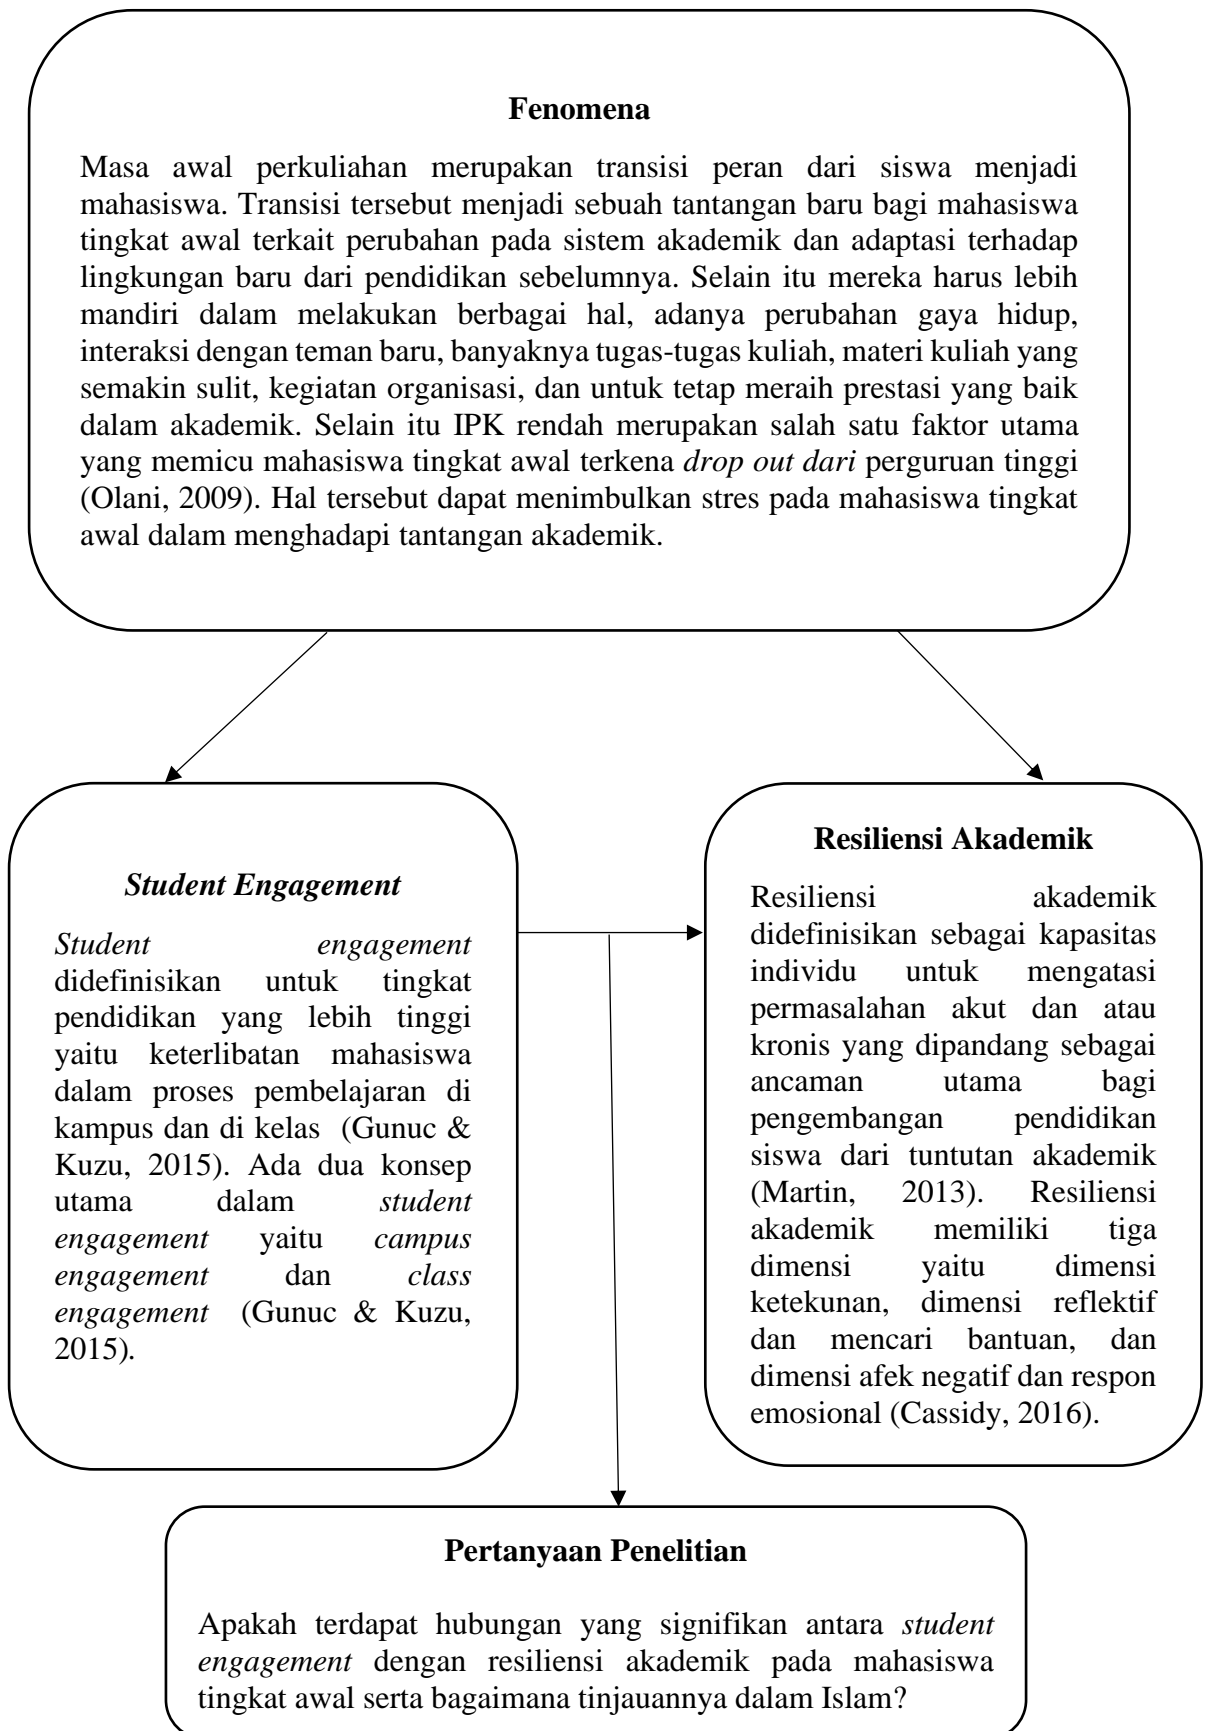 Fenomena
Masa awal perkuliahan merupakan transisi peran dari siswa menjadi
mahasiswa. Transisi tersebut menjadi sebuah tantangan baru bagi mahasiswa
tingkat awal terkait perubahan pada sistem akademik dan adaptasi terhadap
lingkungan baru dari pendidikan sebelumnya. Selain itu mereka harus lebih
mandiri dalam melakukan berbagai hal, adanya perubahan gaya hidup,
interaksi dengan teman baru, banyaknya tugas-tugas kuliah, materi kuliah yang
semakin sulit, kegiatan organisasi, dan untuk tetap meraih prestasi yang baik
dalam akademik. Selain itu IPK rendah merupakan salah satu faktor utama
yang memicu mahasiswa tingkat awal terkena drop out dari perguruan tinggi
(Olani, 2009). Hal tersebut dapat menimbulkan stres pada mahasiswa tingkat
awal dalam menghadapi tantangan akademik.
Student Engagement
Student engagement
didefinisikan untuk tingkat
pendidikan yang lebih tinggi
yaitu keterlibatan mahasiswa
dalam proses pembelajaran di
kampus dan di kelas (Gunuc &
Kuzu, 2015). Ada dua konsep
utama dalam student
engagement yaitu campus
engagement dan class
engagement (Gunuc & Kuzu,
2015).
Resiliensi Akademik
Resiliensi akademik
didefinisikan sebagai kapasitas
individu untuk mengatasi
permasalahan akut dan atau
kronis yang dipandang sebagai
ancaman utama bagi
pengembangan pendidikan
siswa dari tuntutan akademik
(Martin, 2013). Resiliensi
akademik memiliki tiga
dimensi yaitu dimensi
ketekunan, dimensi reflektif
dan mencari bantuan, dan
dimensi afek negatif dan respon
emosional (Cassidy, 2016).
Pertanyaan Penelitian
Apakah terdapat hubungan yang signifikan antara student
engagement dengan resiliensi akademik pada mahasiswa
tingkat awal serta bagaimana tinjauannya dalam Islam?